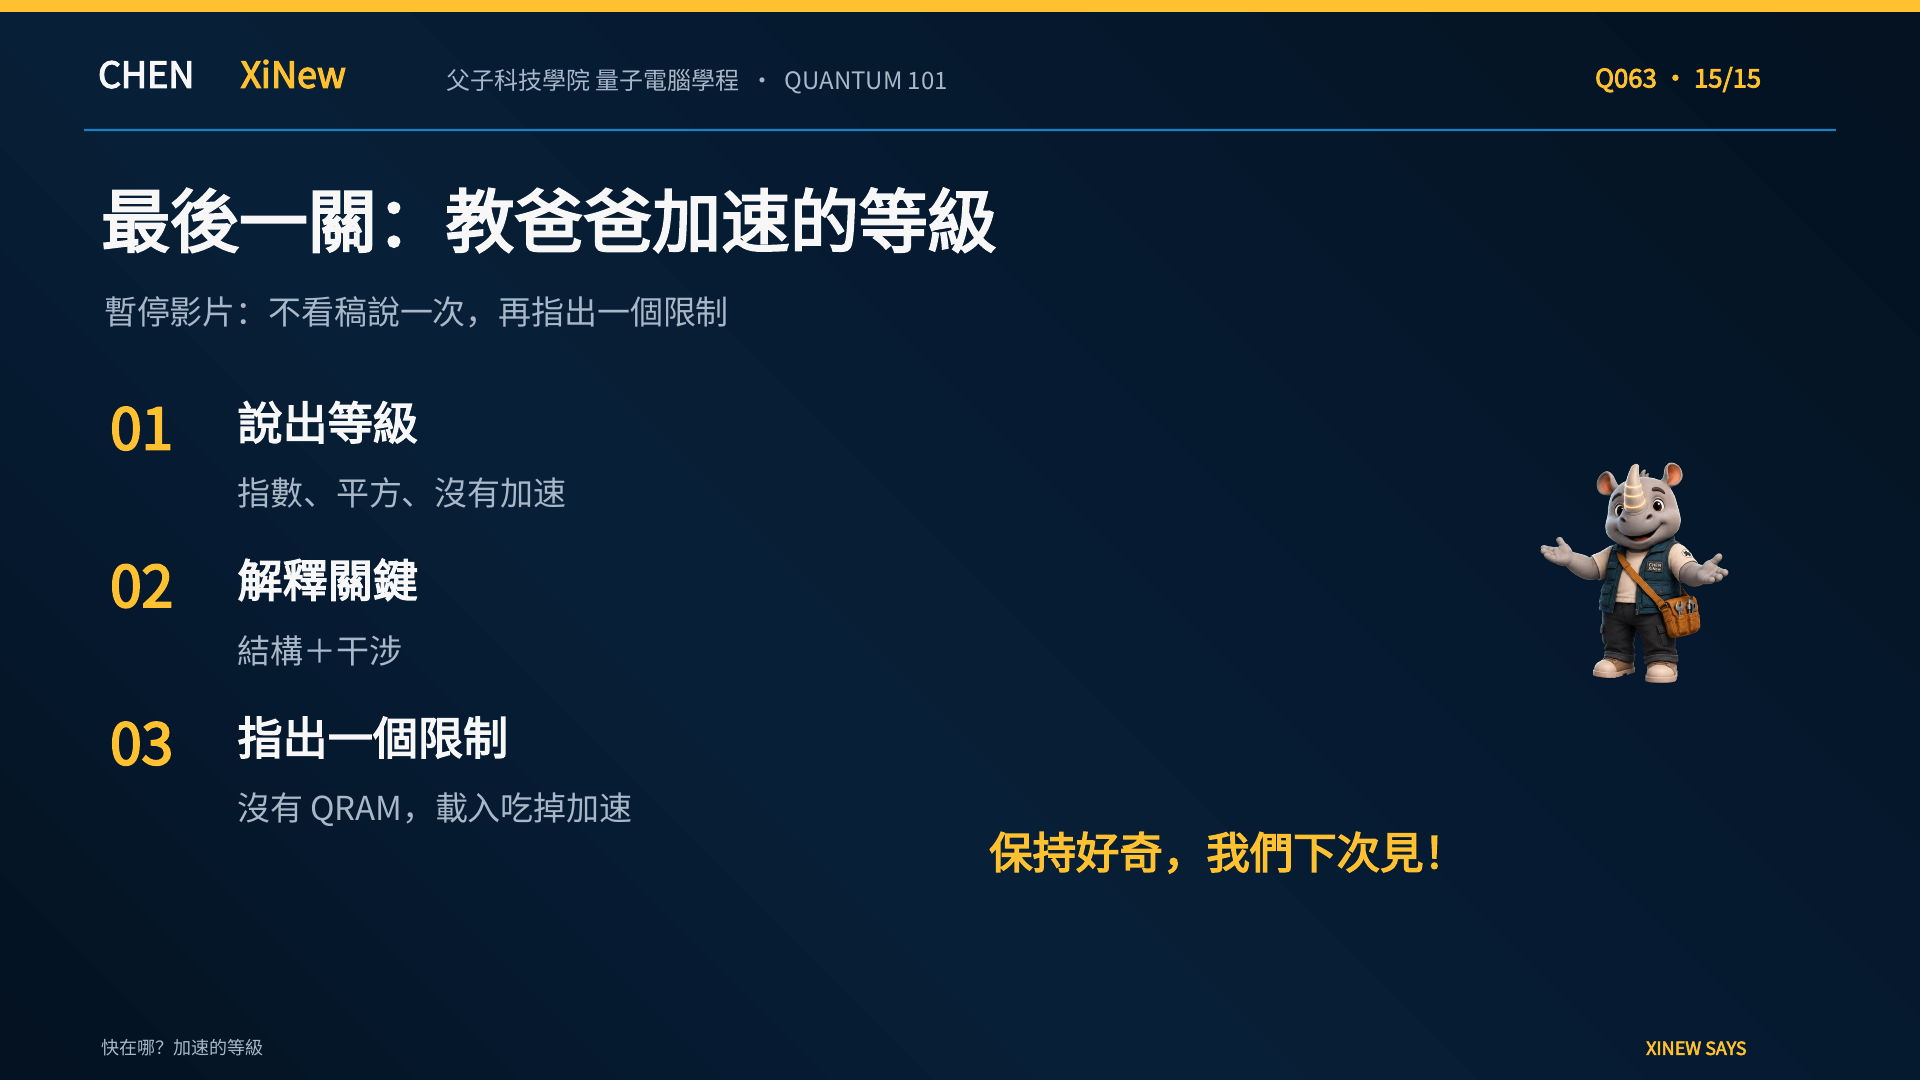 CHEN XiNew 父子科技學院 量子電腦學程 · QUANTUM 101 Q063 · 15/15
最後一關：教爸爸加速的等級
暫停影片：不看稿說一次，再指出一個限制
01 說出等級
指數、平方、沒有加速
02 解釋關鍵
結構＋干涉
03 指出一個限制
沒有 QRAM，載入吃掉加速
保持好奇，我們下次見！
快在哪？加速的等級 XINEW SAYS